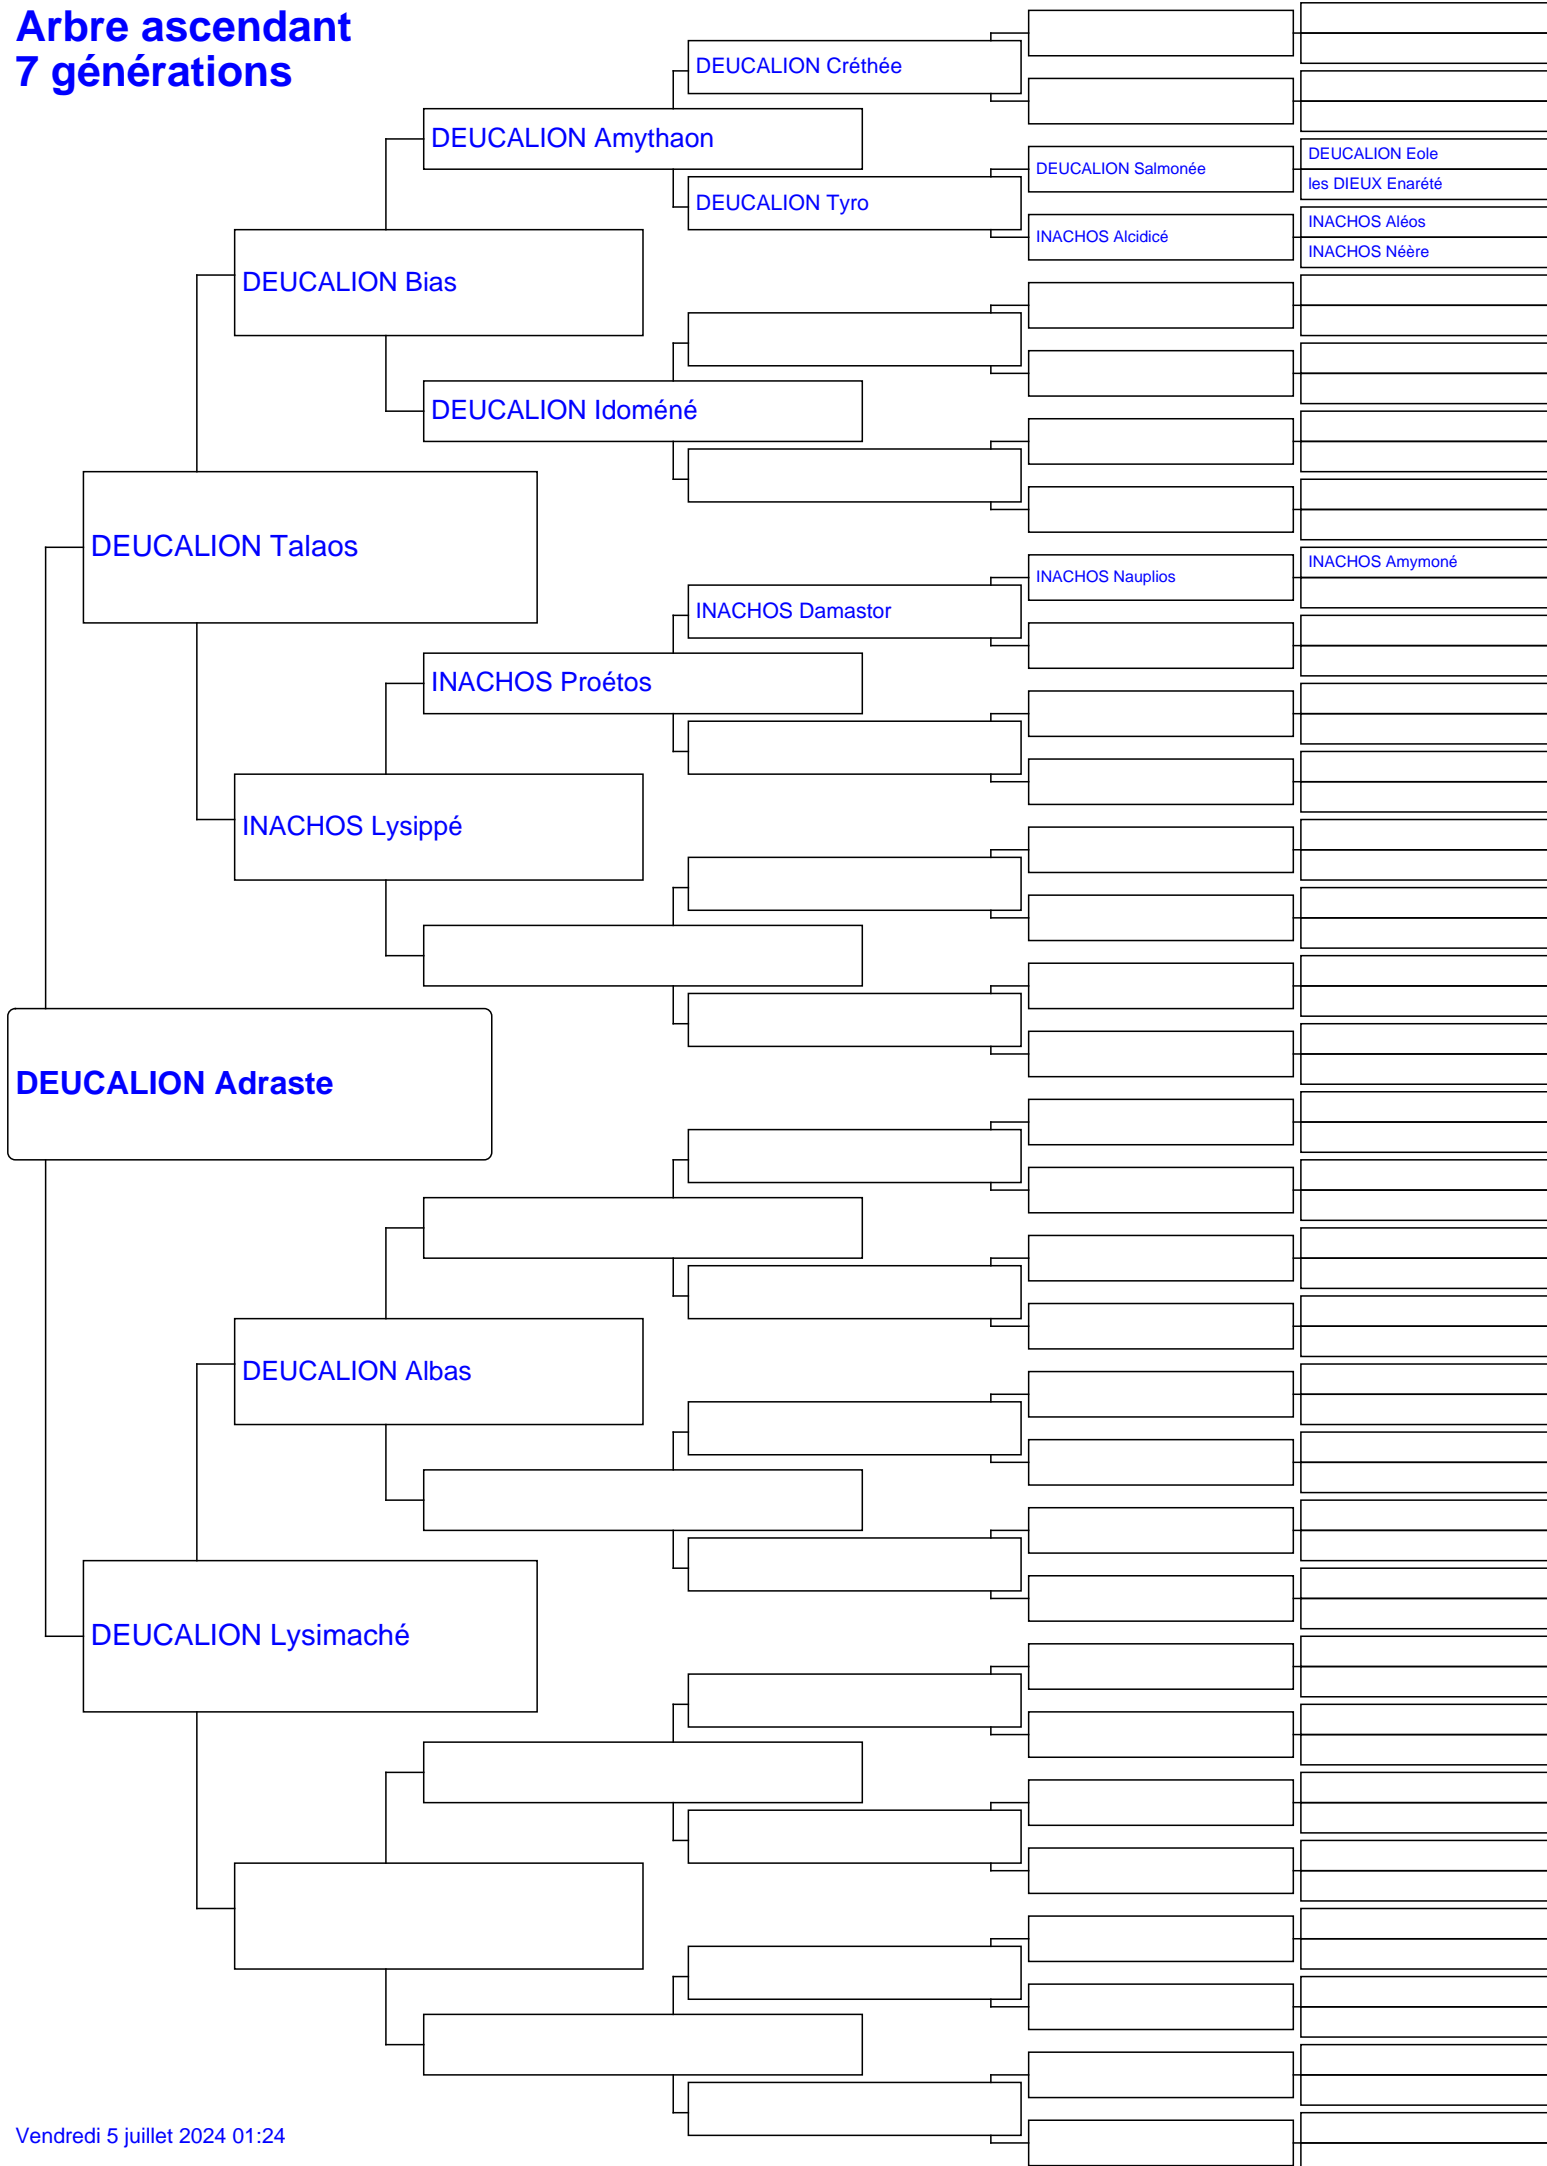 Arbre ascendant
7 générations
DEUCALION Créthée
DEUCALION Amythaon
DEUCALION Eole
DEUCALION Salmonée
les DIEUX Enarété
DEUCALION Tyro
INACHOS Aléos
INACHOS Alcidicé
INACHOS Néère
DEUCALION Bias
DEUCALION Idoméné
DEUCALION Talaos
INACHOS Amymoné
INACHOS Nauplios
INACHOS Damastor
INACHOS Proétos
INACHOS Lysippé
DEUCALION Adraste
DEUCALION Albas
DEUCALION Lysimaché
Vendredi 5 juillet 2024 01:24